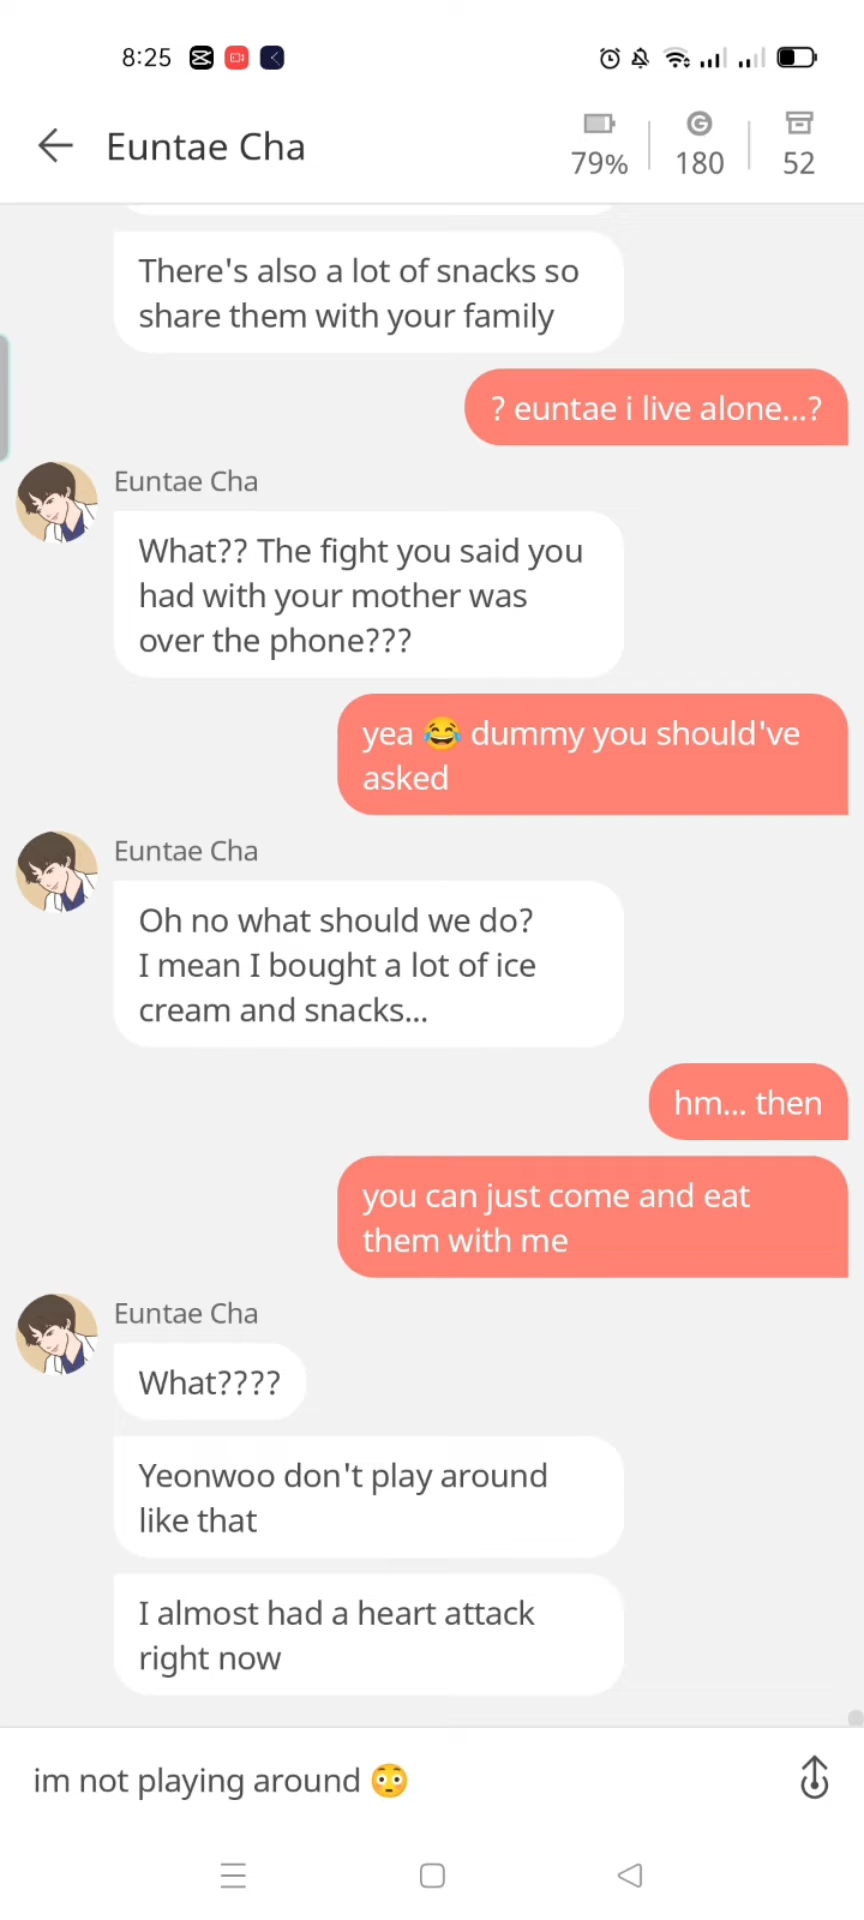 8:25
Euntae Cha
79%
180
52
There's also a lot of snacks so
share them with your family
? euntae i live alone...?
Euntae Cha
What?? The fight you said you
had with your mother was
over the phone???
yea 😂 dummy you should've
asked
Euntae Cha
Oh no what should we do?
I mean I bought a lot of ice
cream and snacks...
hm... then
you can just come and eat
them with me
Euntae Cha
What????
Yeonwoo don't play around
like that
I almost had a heart attack
right now
im not playing around 😳